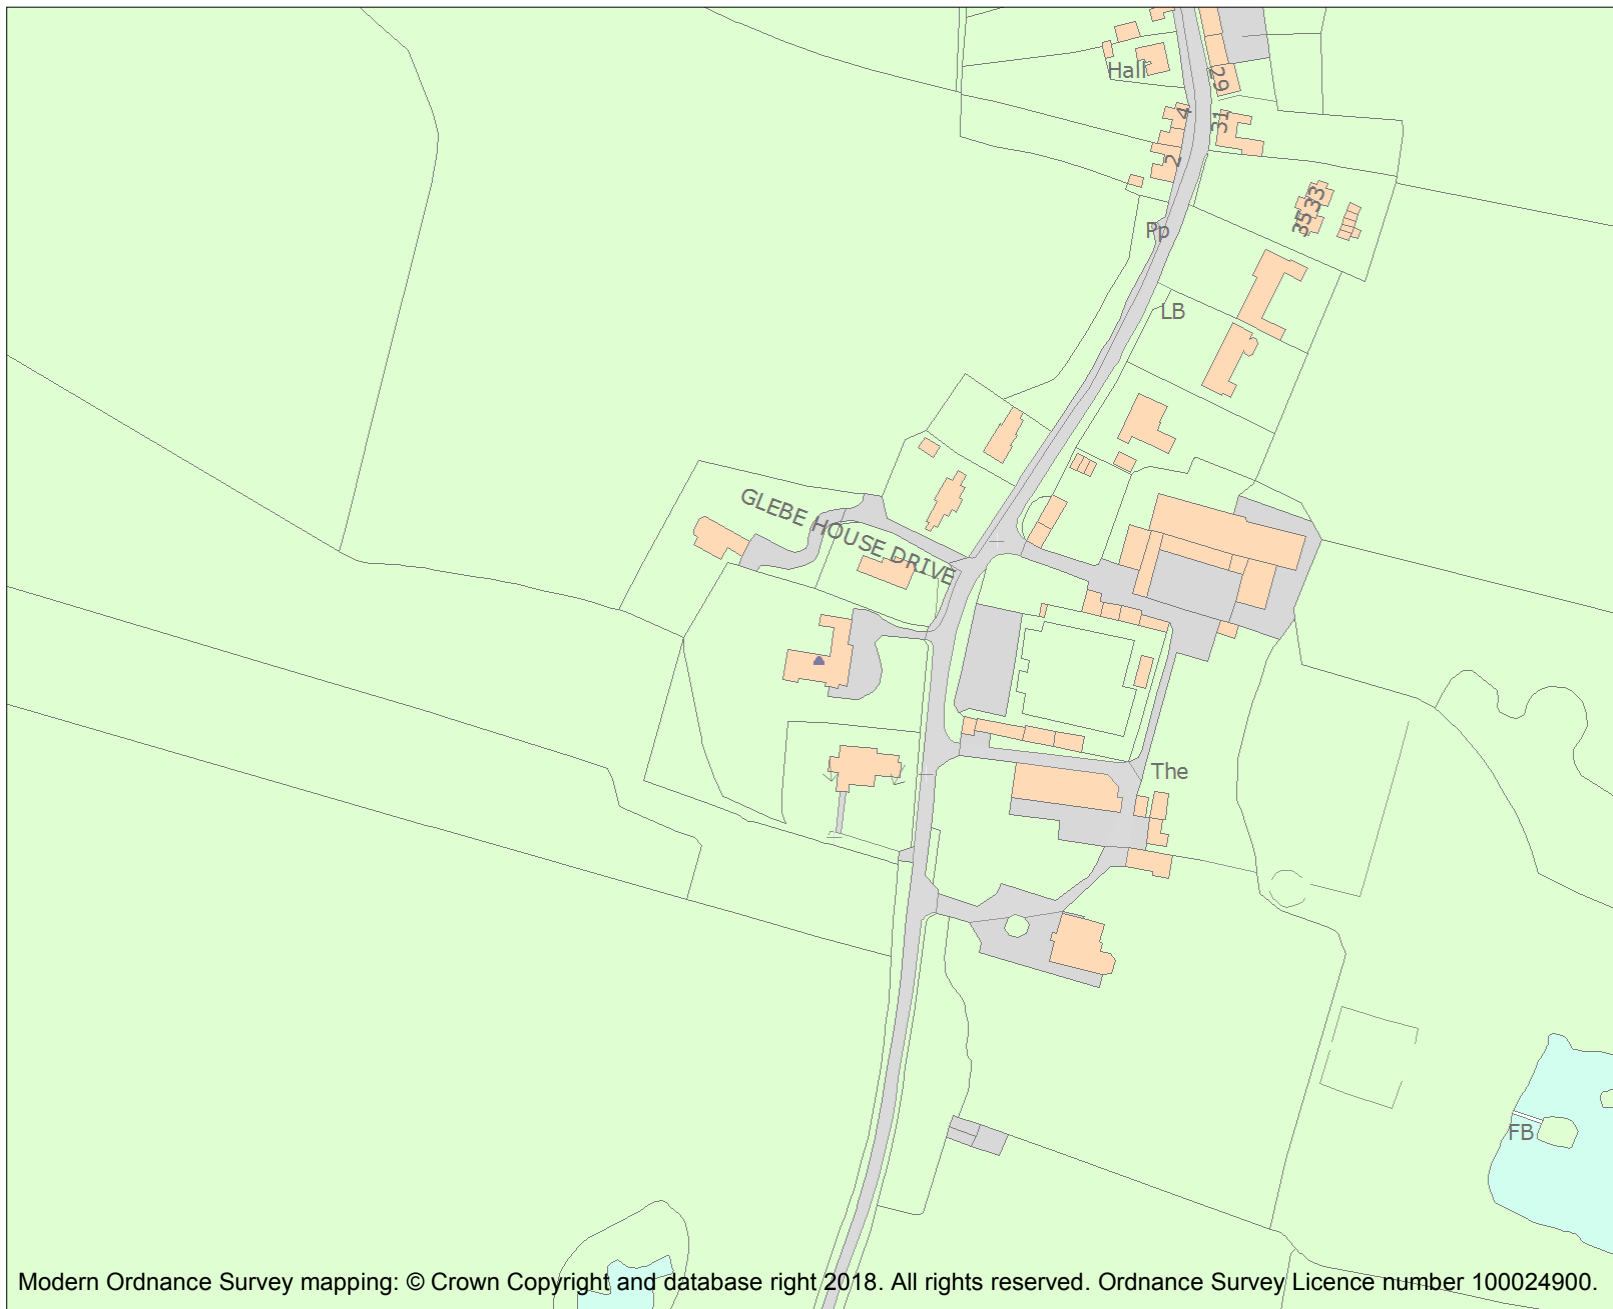 Hall
29
4
31
2
33
35
Pp
LB
GLEBE HOUSE DRIVE
The
FB
Modern Ordnance Survey mapping: © Crown Copyright and database right 2018. All rights reserved. Ordnance Survey Licence number 100024900.